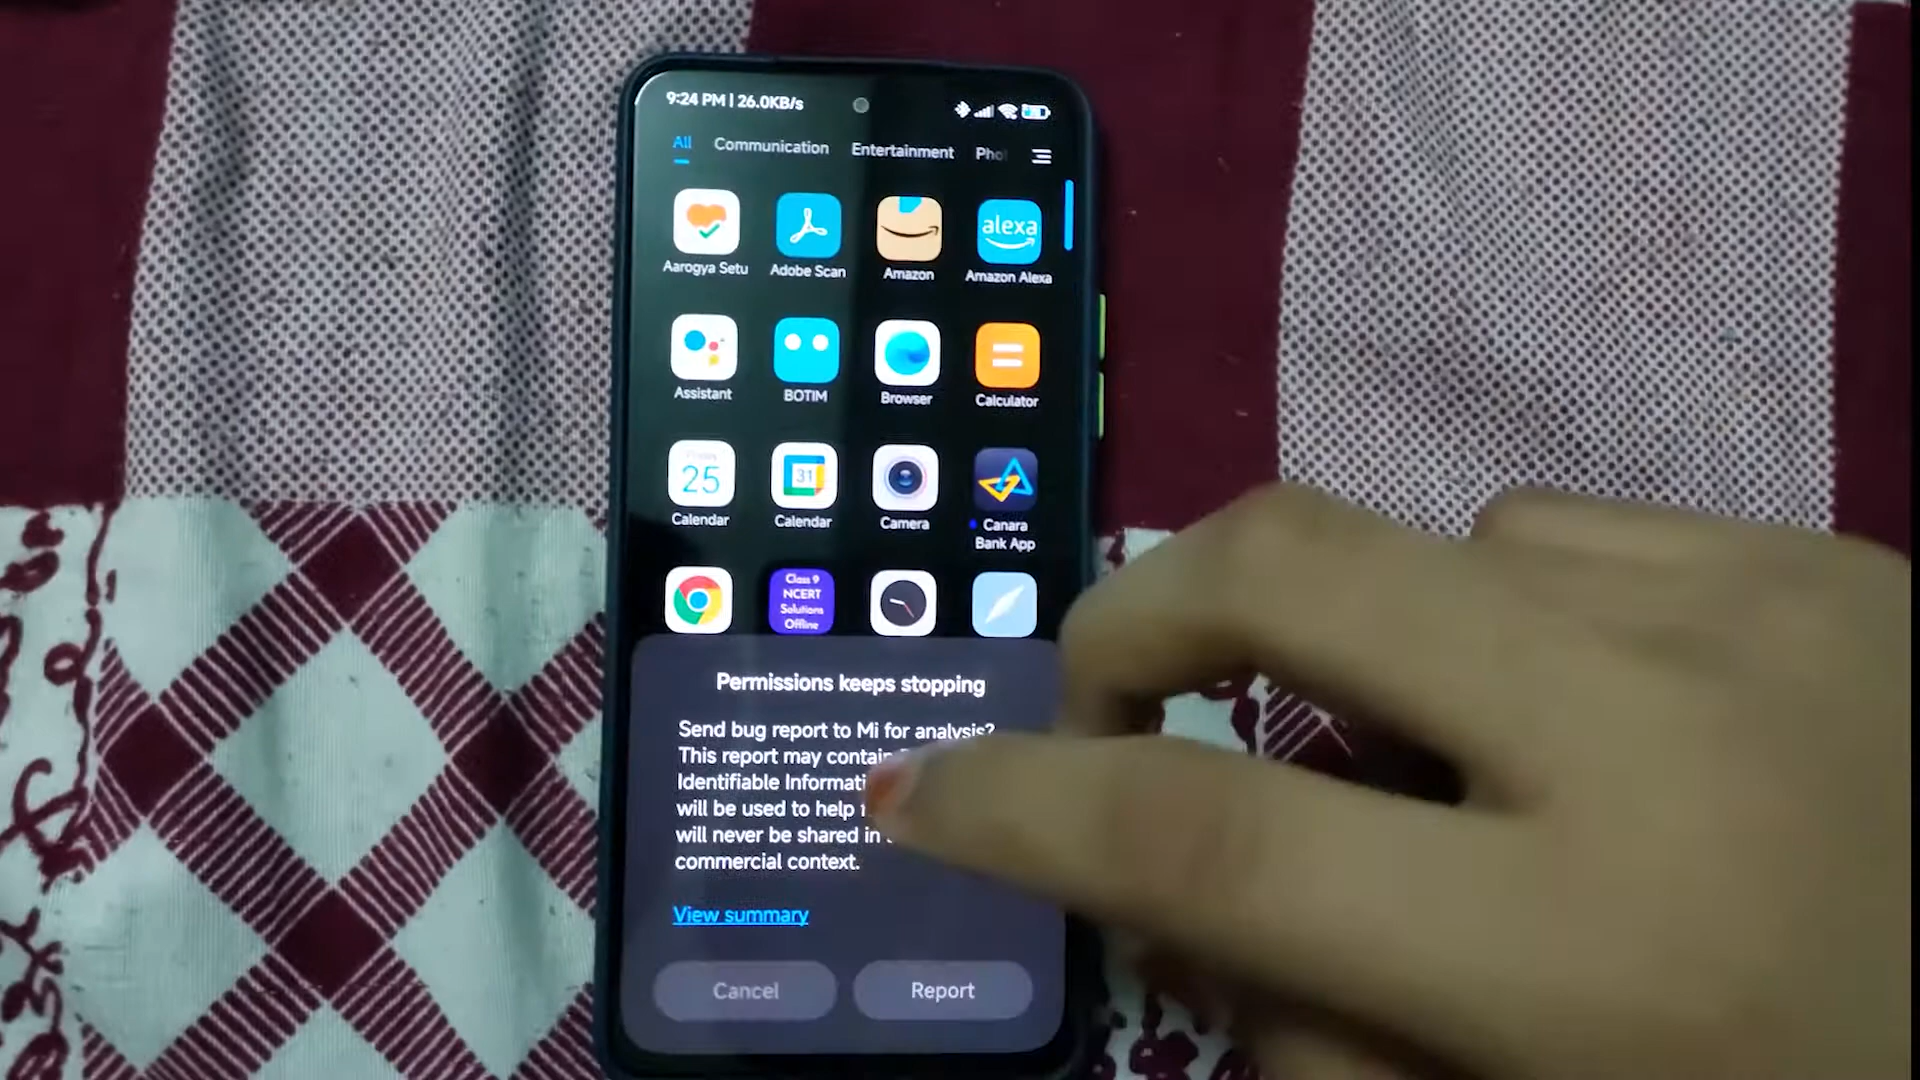 9:24 PM | 26.0KB/s
All Communication Entertainment Pho
alexa
Aarogya Setu Adobe Scan Amazon Amazon Alexa
Assistant BOTIM Browser Calculator
25 31
Calendar Calendar Camera Canara
Bank App
Class 9
NCERT
Solutions
Offline
Permissions keeps stopping
Send bug report to Mi for analysis?
This report may contain
Identifiable
will be used to help
will never be shared in
commercial context.
View summary
Cancel Report